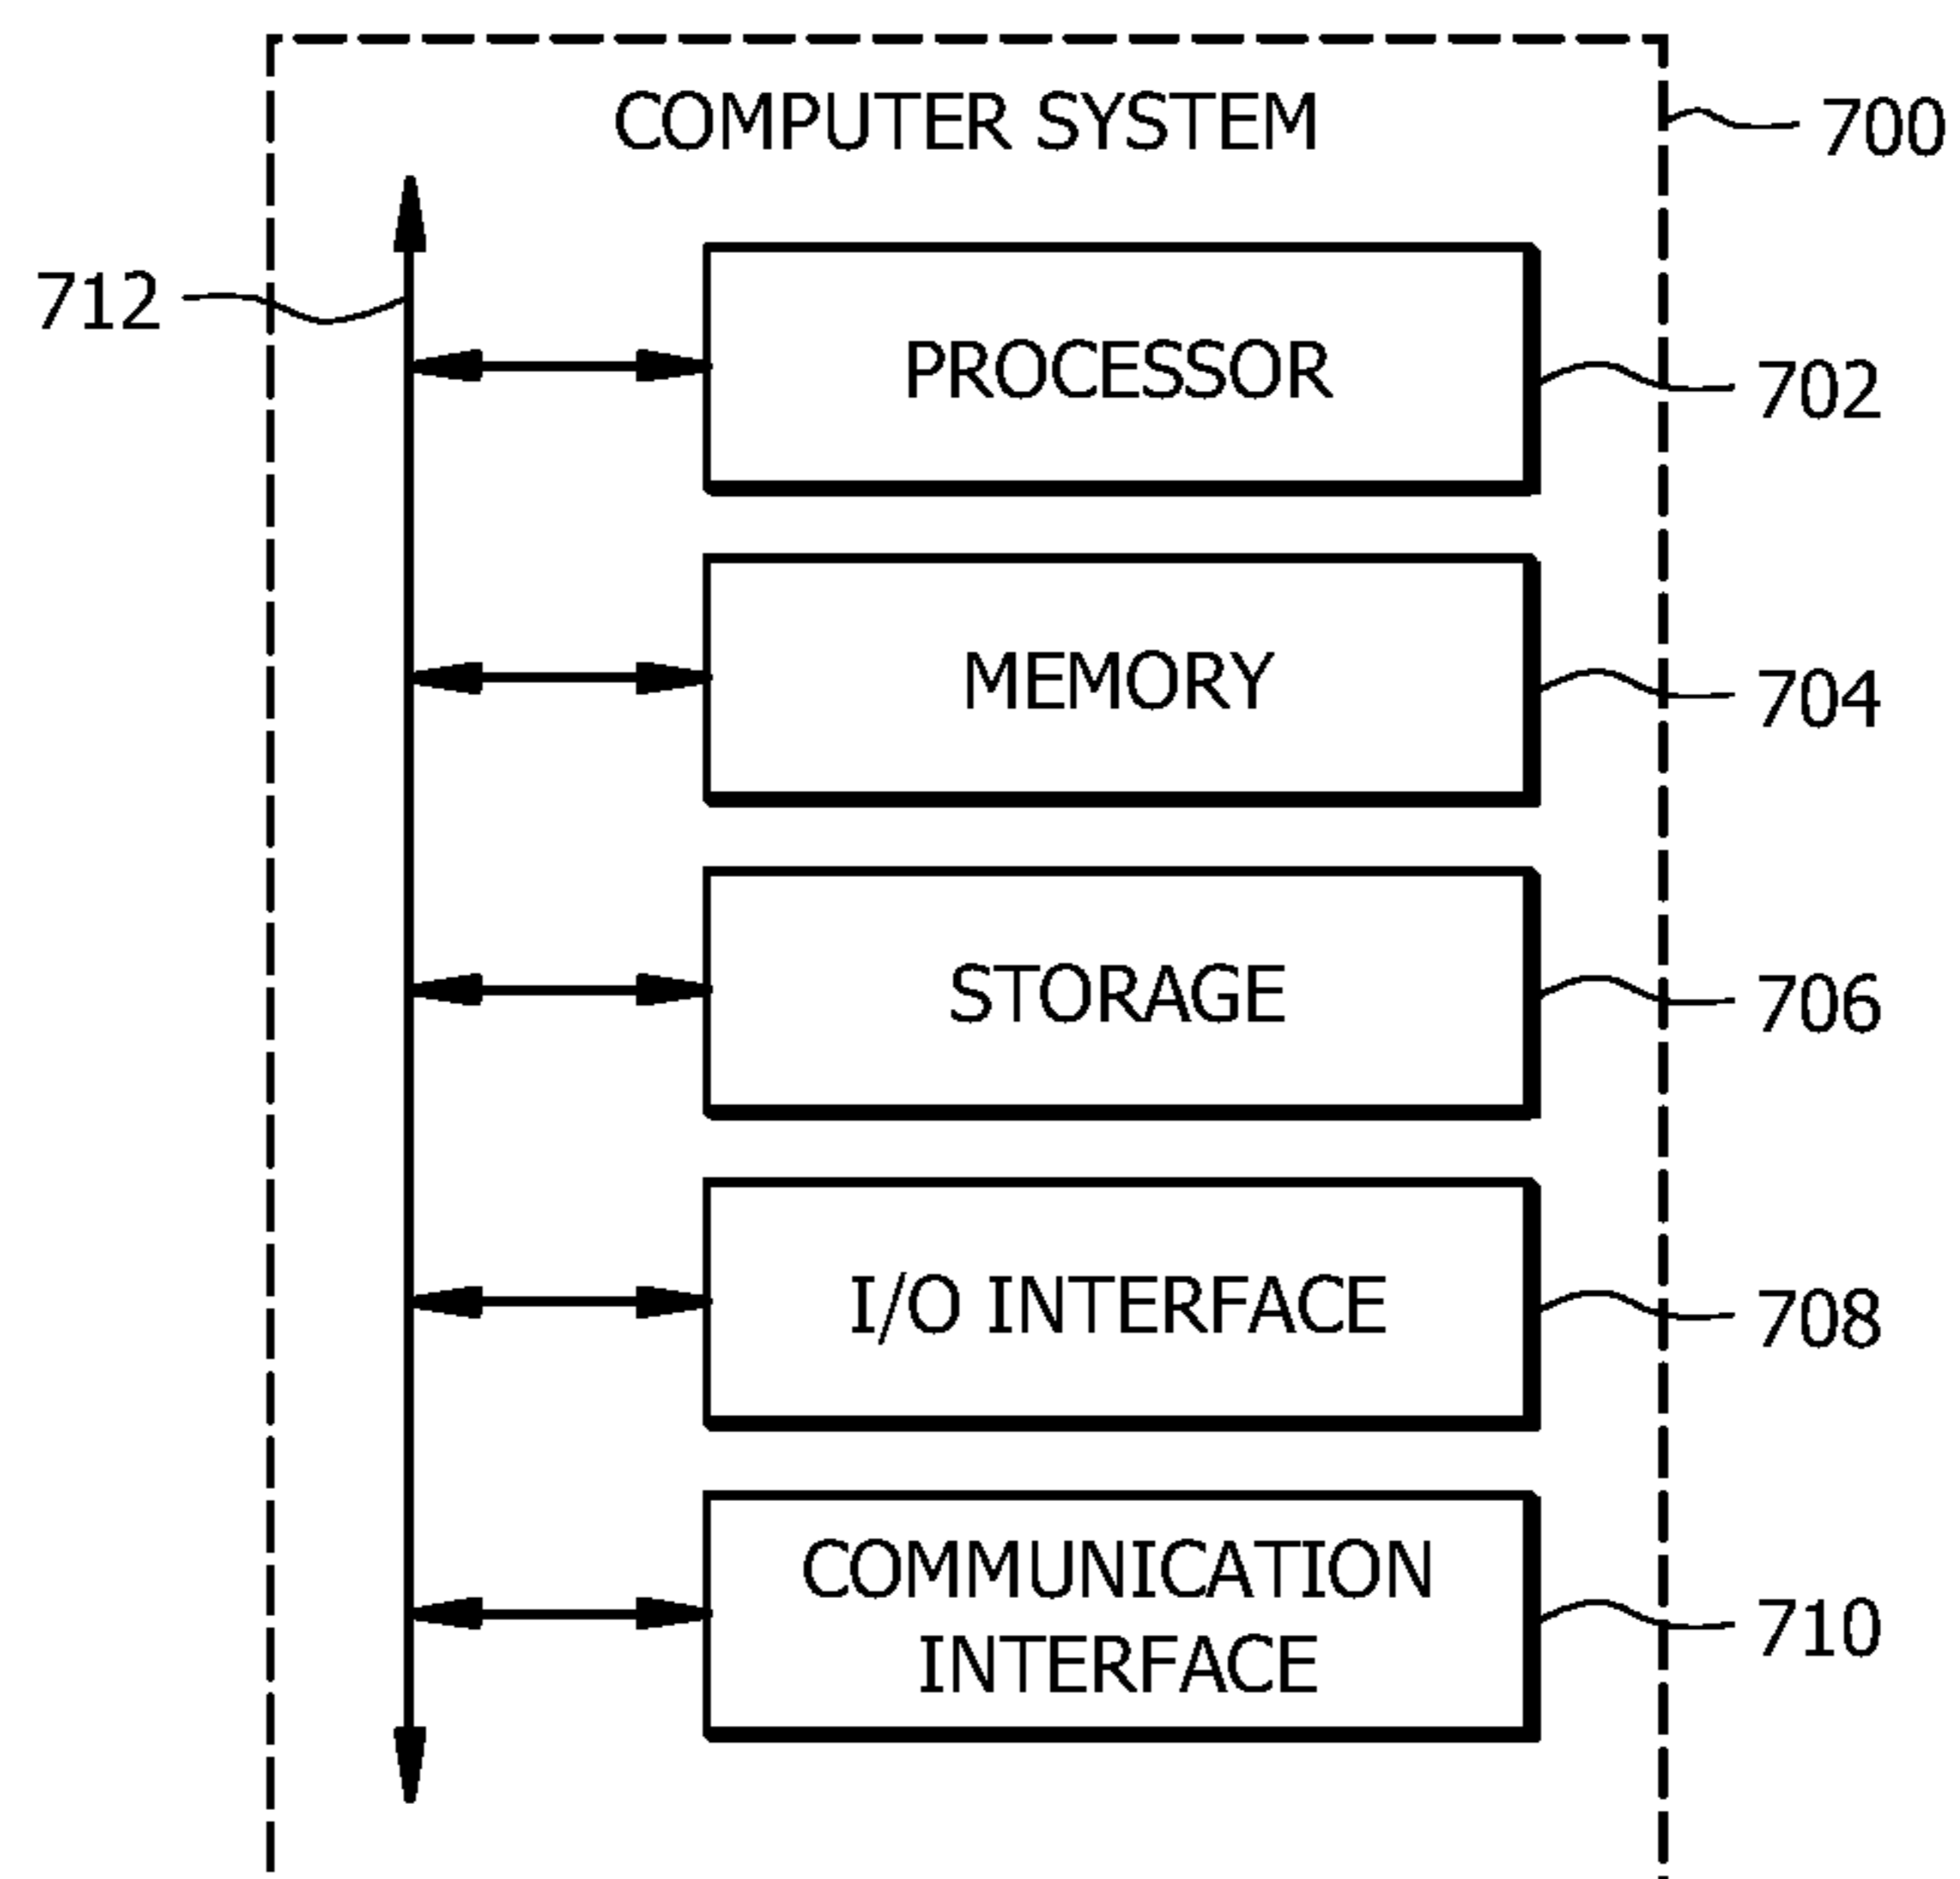 COMPUTER SYSTEM
700
712
PROCESSOR
702
MEMORY
704
STORAGE
706
I/O INTERFACE
708
COMMUNICATION
INTERFACE
710